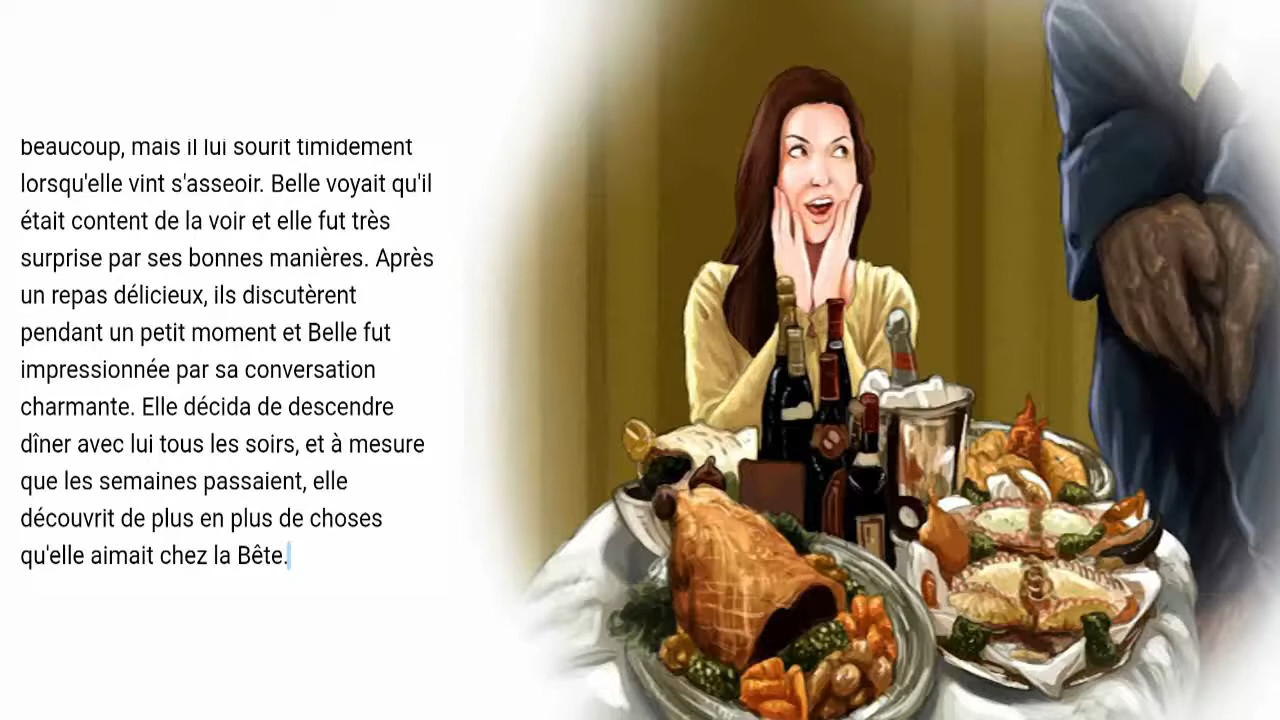 beaucoup, mais il lui sourit timidement
lorsqu'elle vint s'asseoir. Belle voyait qu'il
était content de la voir et elle fut très
surprise par ses bonnes manières. Après
un repas délicieux, ils discutèrent
pendant un petit moment et Belle fut
impressionnée par sa conversation
charmante. Elle décida de descendre
dîner avec lui tous les soirs, et à mesure
que les semaines passaient, elle
découvrit de plus en plus de choses
qu'elle aimait chez la Bête.